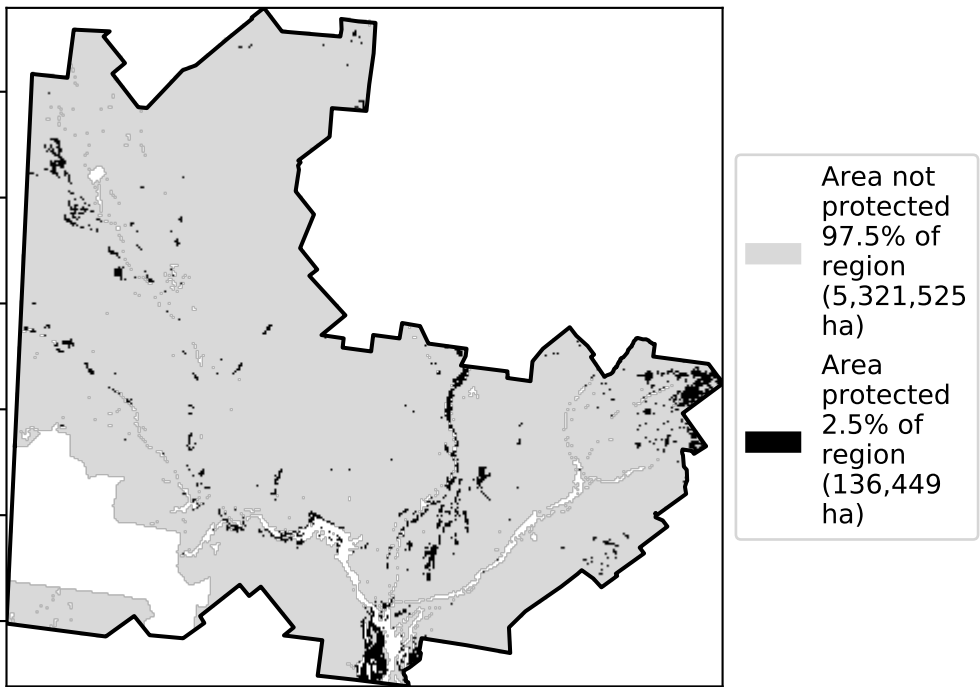 Area not
protected
97.5% of
region
(5,321,525
ha)
Area
protected
2.5% of
region
(136,449
ha)